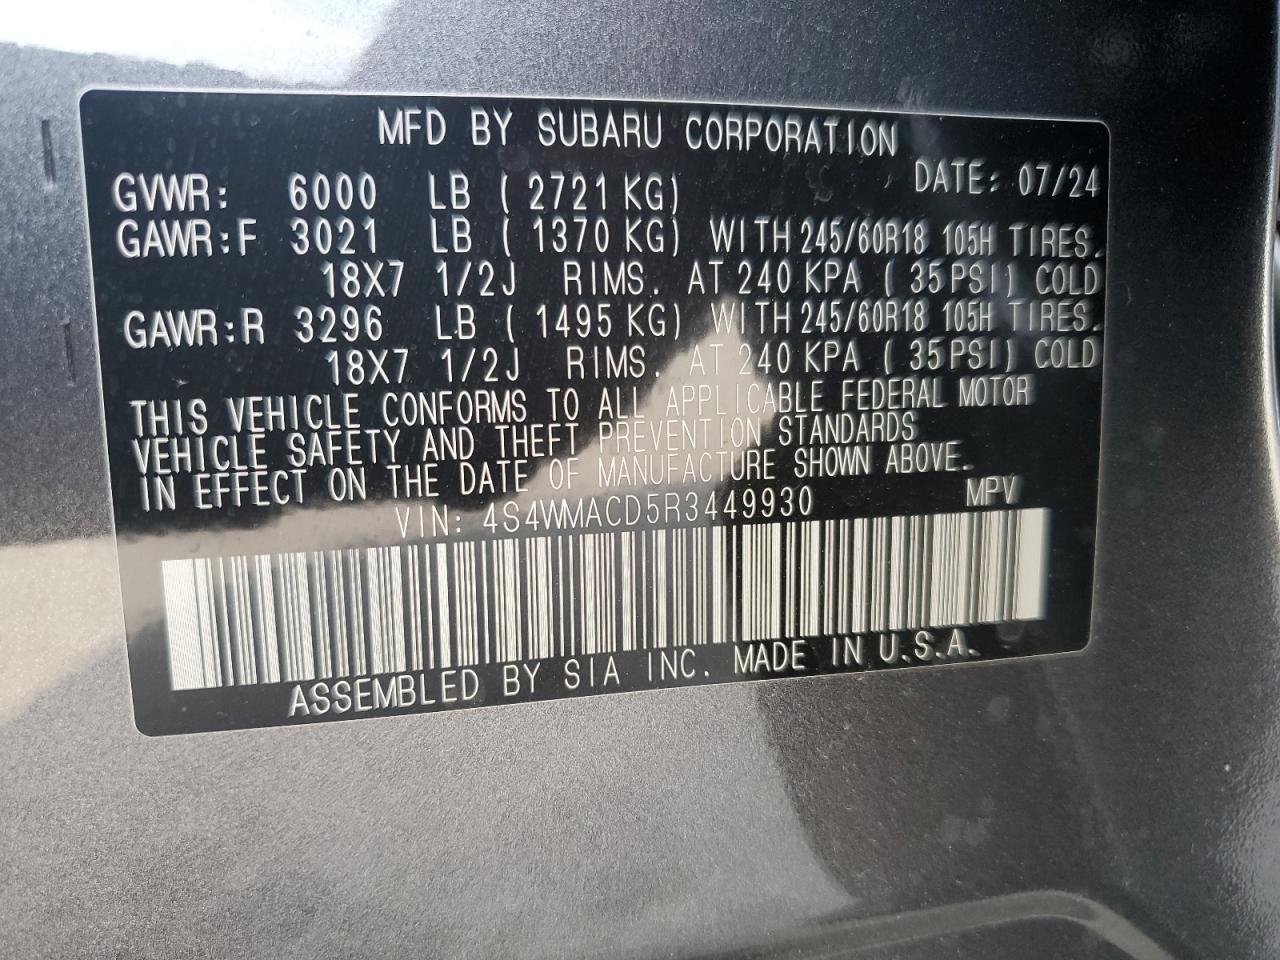 MFD BY SUBARU CORPORATION
DATE: 07/24
GVWR: 6000 LB ( 2721 KG)
GAWR:F 3021 LB ( 1370 KG) WITH 245/60R18 105H TIRES.
18X7 1/2J RIMS. AT 240 KPA ( 35PSI) COLD
GAWR:R 3296 LB ( 1495 KG) WITH 245/60R18 105H TIRES.
18X7 1/2J RIMS. AT 240 KPA ( 35PSI) COLD
THIS VEHICLE CONFORMS TO ALL APPLICABLE FEDERAL MOTOR
VEHICLE SAFETY AND THEFT PREVENTION STANDARDS
IN EFFECT ON THE DATE OF MANUFACTURE SHOWN ABOVE.
VIN: 4S4WMACD5R3449930 MPV
ASSEMBLED BY SIA INC. MADE IN U.S.A.